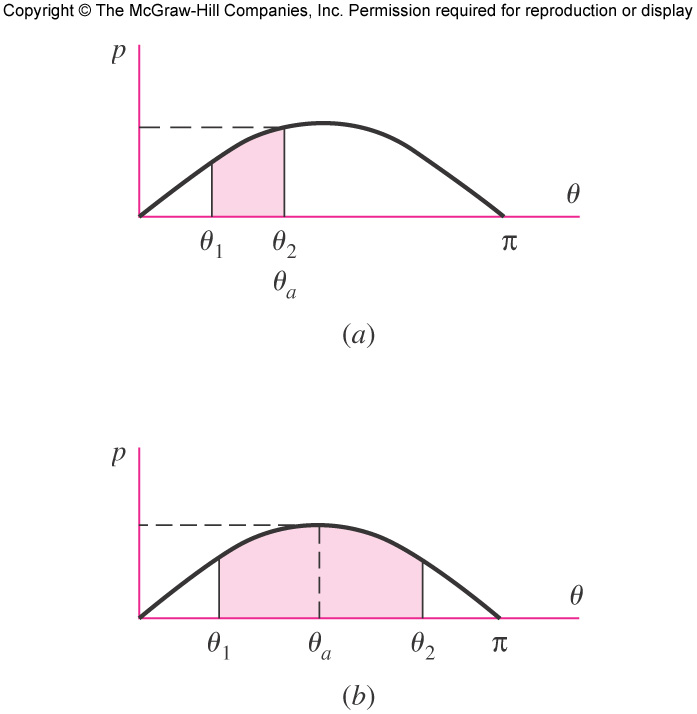 Copyright © The McGraw-Hill Companies, Inc. Permission required for reproduction or display
p
θ
θ1 θ2 π
θa
(a)
p
θ
θ1 θa θ2 π
(b)